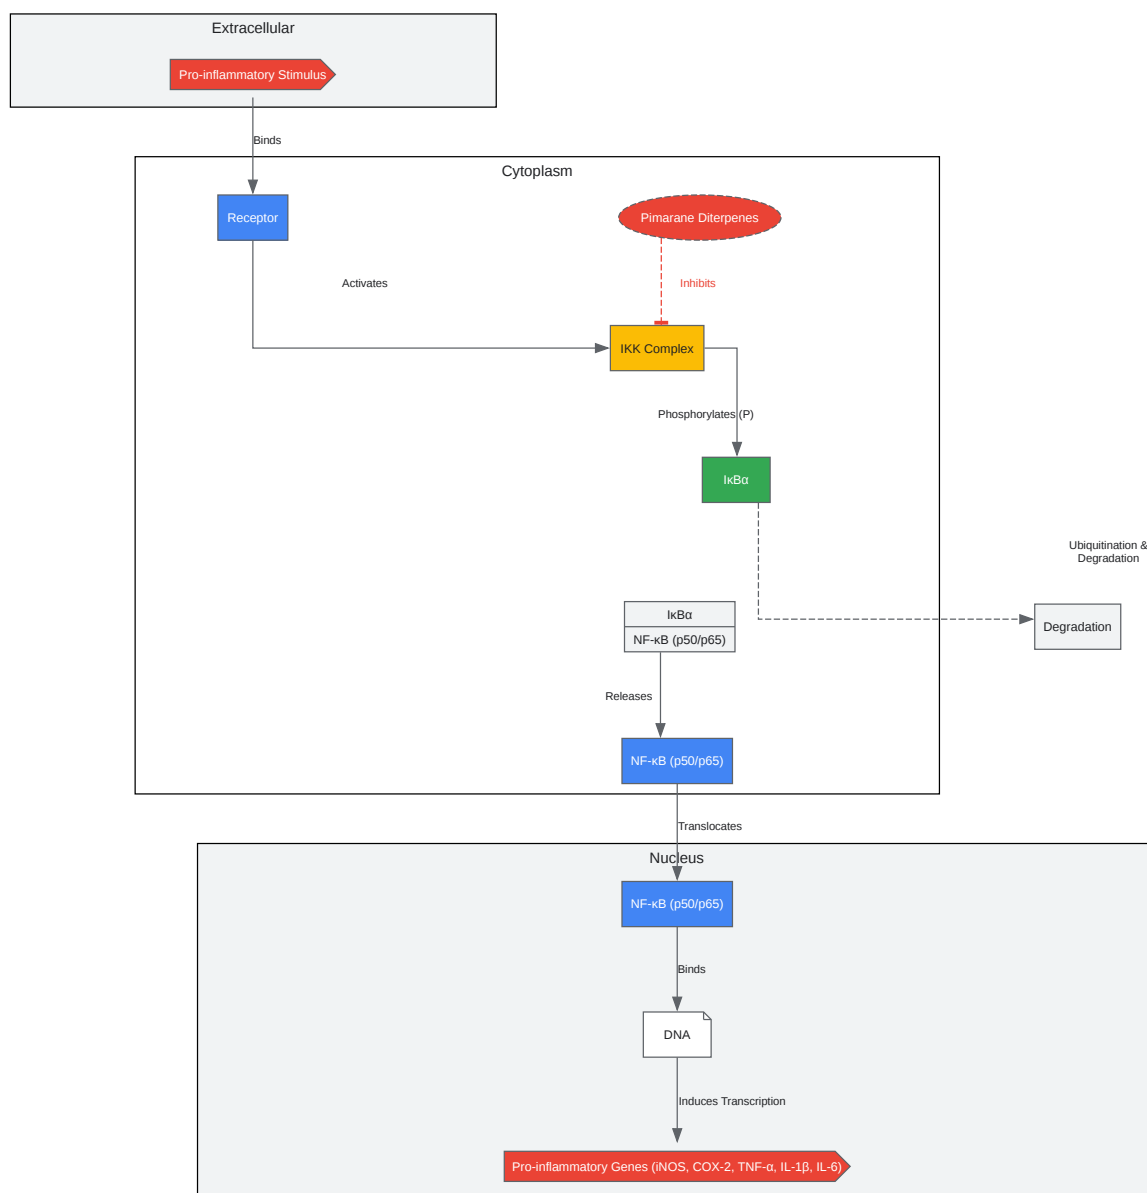 Extracellular
Pro-inflammatory Stimulus
Binds
Cytoplasm
Receptor
Pimarane Diterpenes
Activates
Inhibits
IKK Complex
Phosphorylates (P)
IκBα
Ubiquitination &
Degradation
IκBα
NF-κB (p50/p65)
Degradation
Releases
NF-κB (p50/p65)
Translocates
Nucleus
NF-κB (p50/p65)
Binds
DNA
Induces Transcription
Pro-inflammatory Genes (iNOS, COX-2, TNF-α, IL-1β, IL-6)